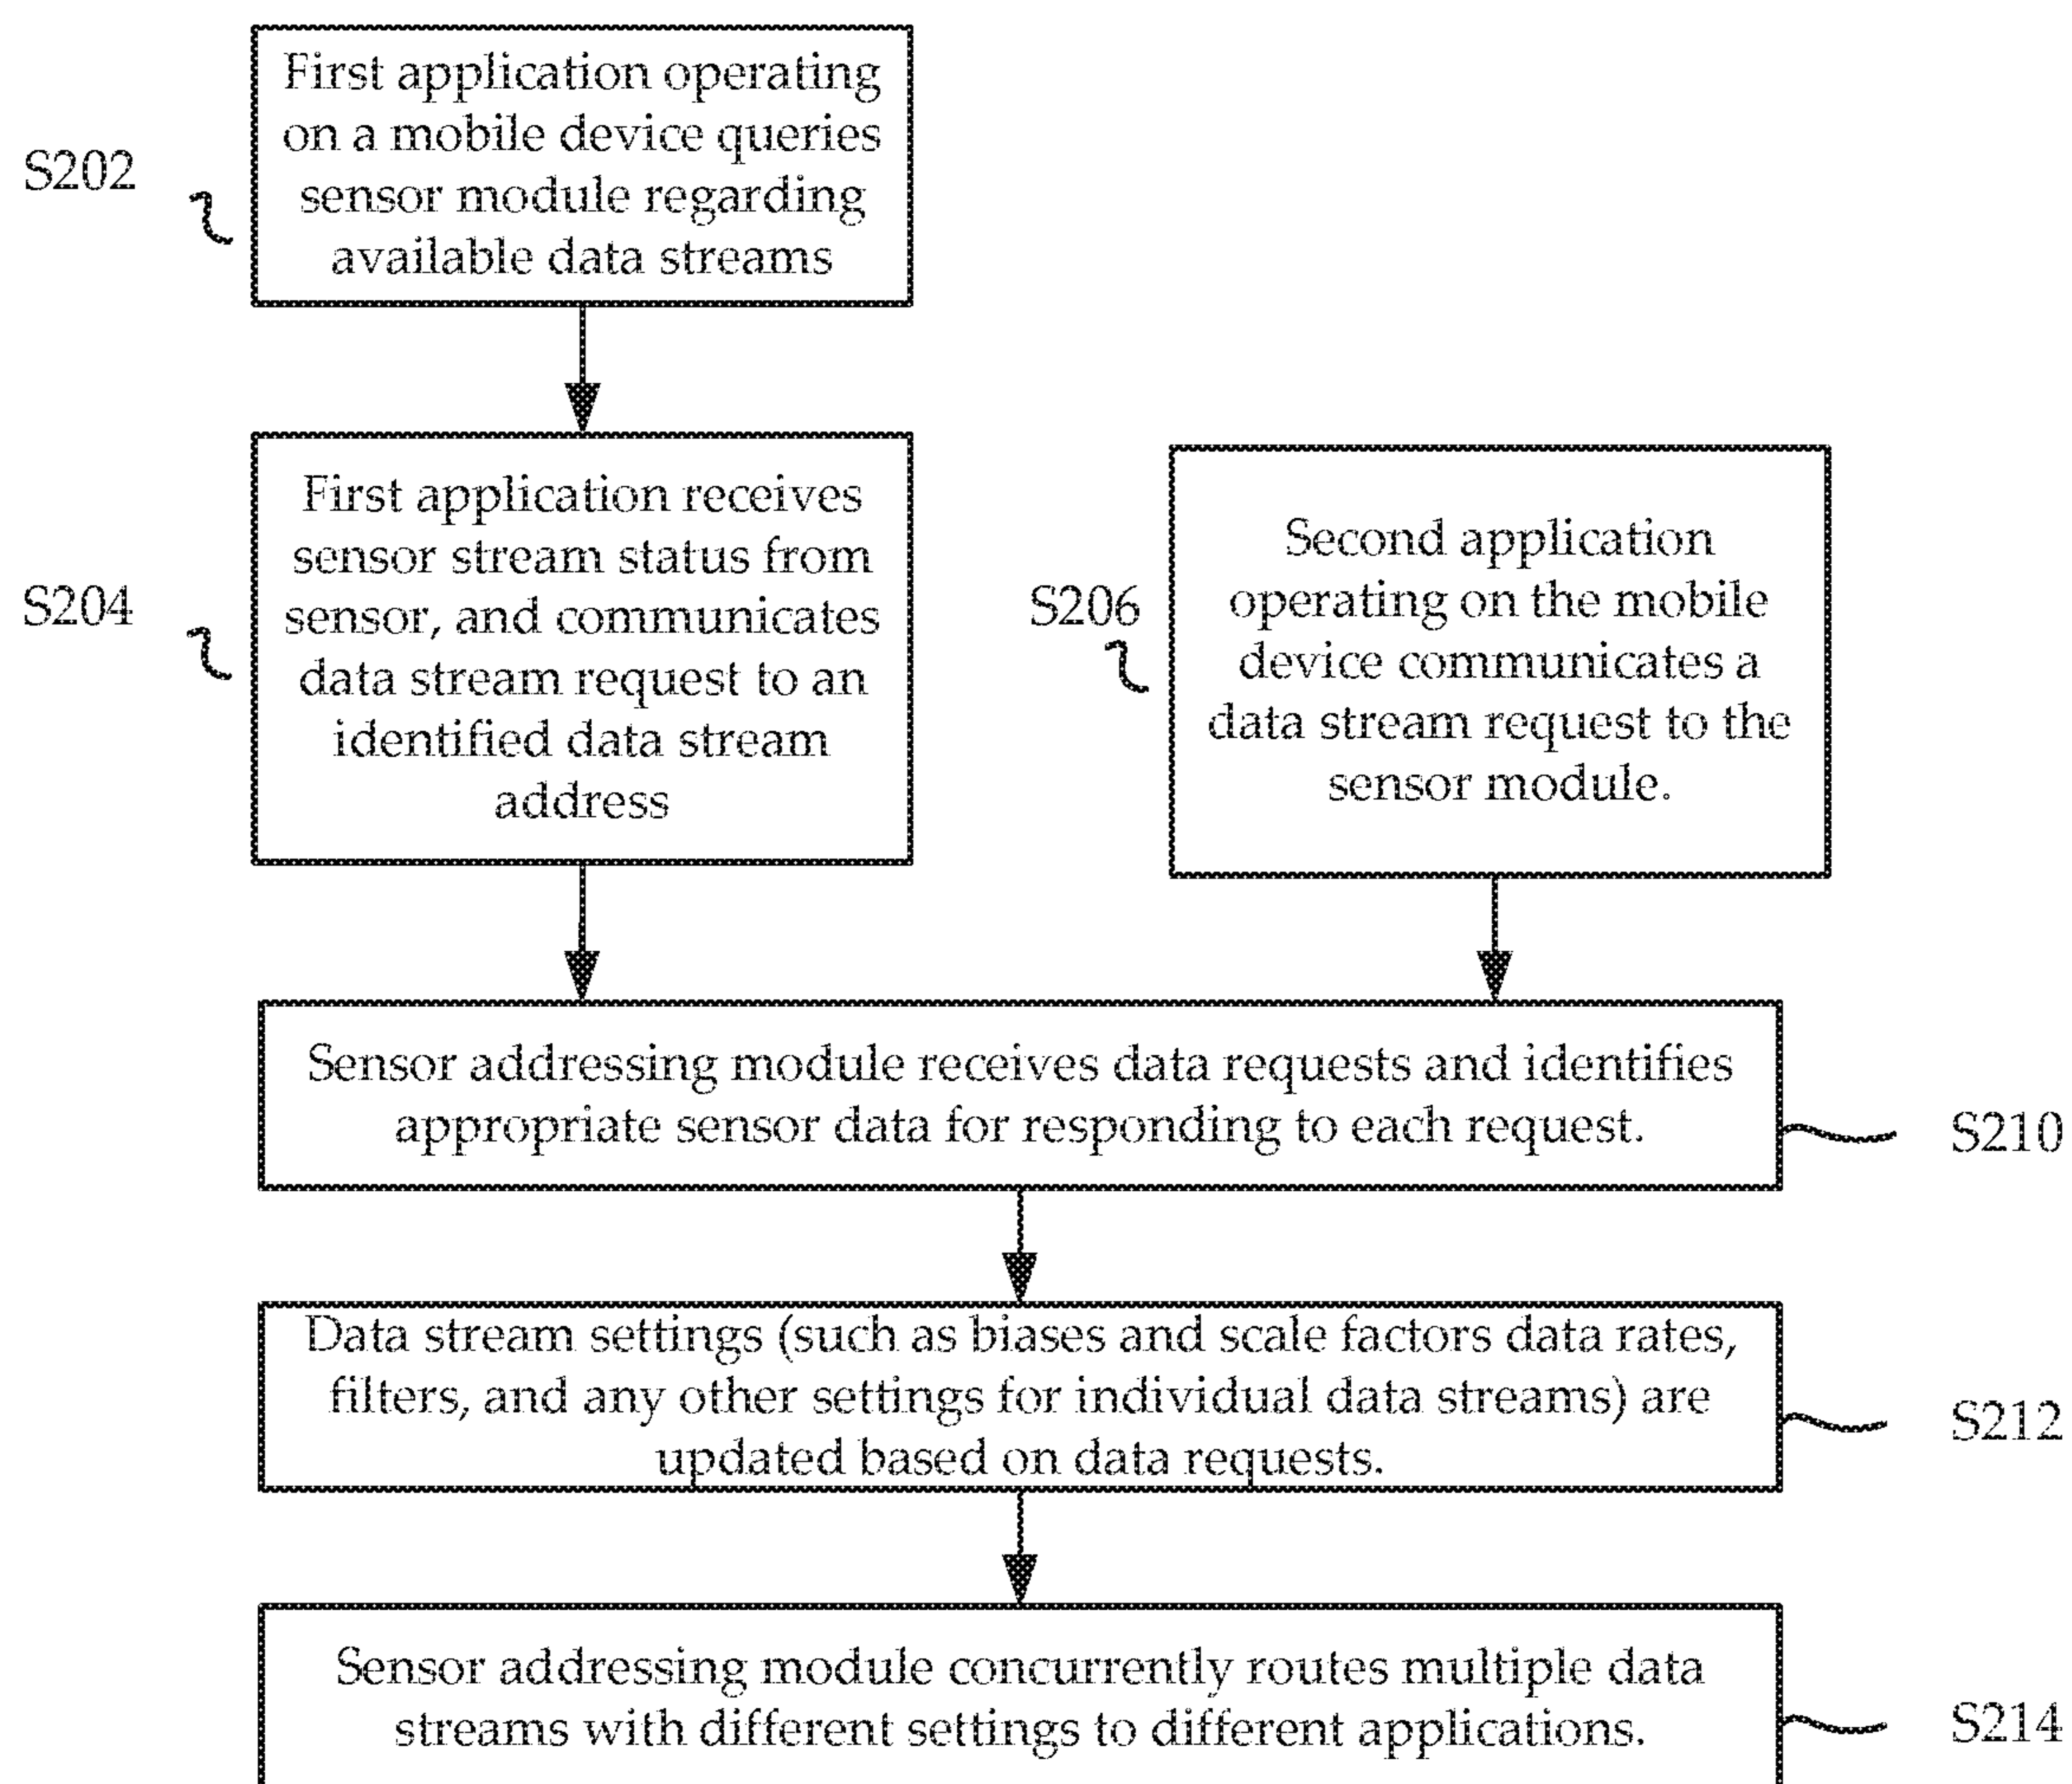 First application operating
on a mobile device queries
sensor module regarding
available data streams
S202
First application receives
sensor stream status from
sensor, and communicates
data stream request to an
identified data stream
address
S204
Second application
operating on the mobile
device communicates a
data stream request to the
sensor module.
S206
Sensor addressing module receives data requests and identifies
appropriate sensor data for responding to each request.
S210
Data stream settings (such as biases and scale factors data rates,
filters, and any other settings for individual data streams) are
updated based on data requests.
S212
Sensor addressing module concurrently routes multiple data
streams with different settings to different applications.
S214